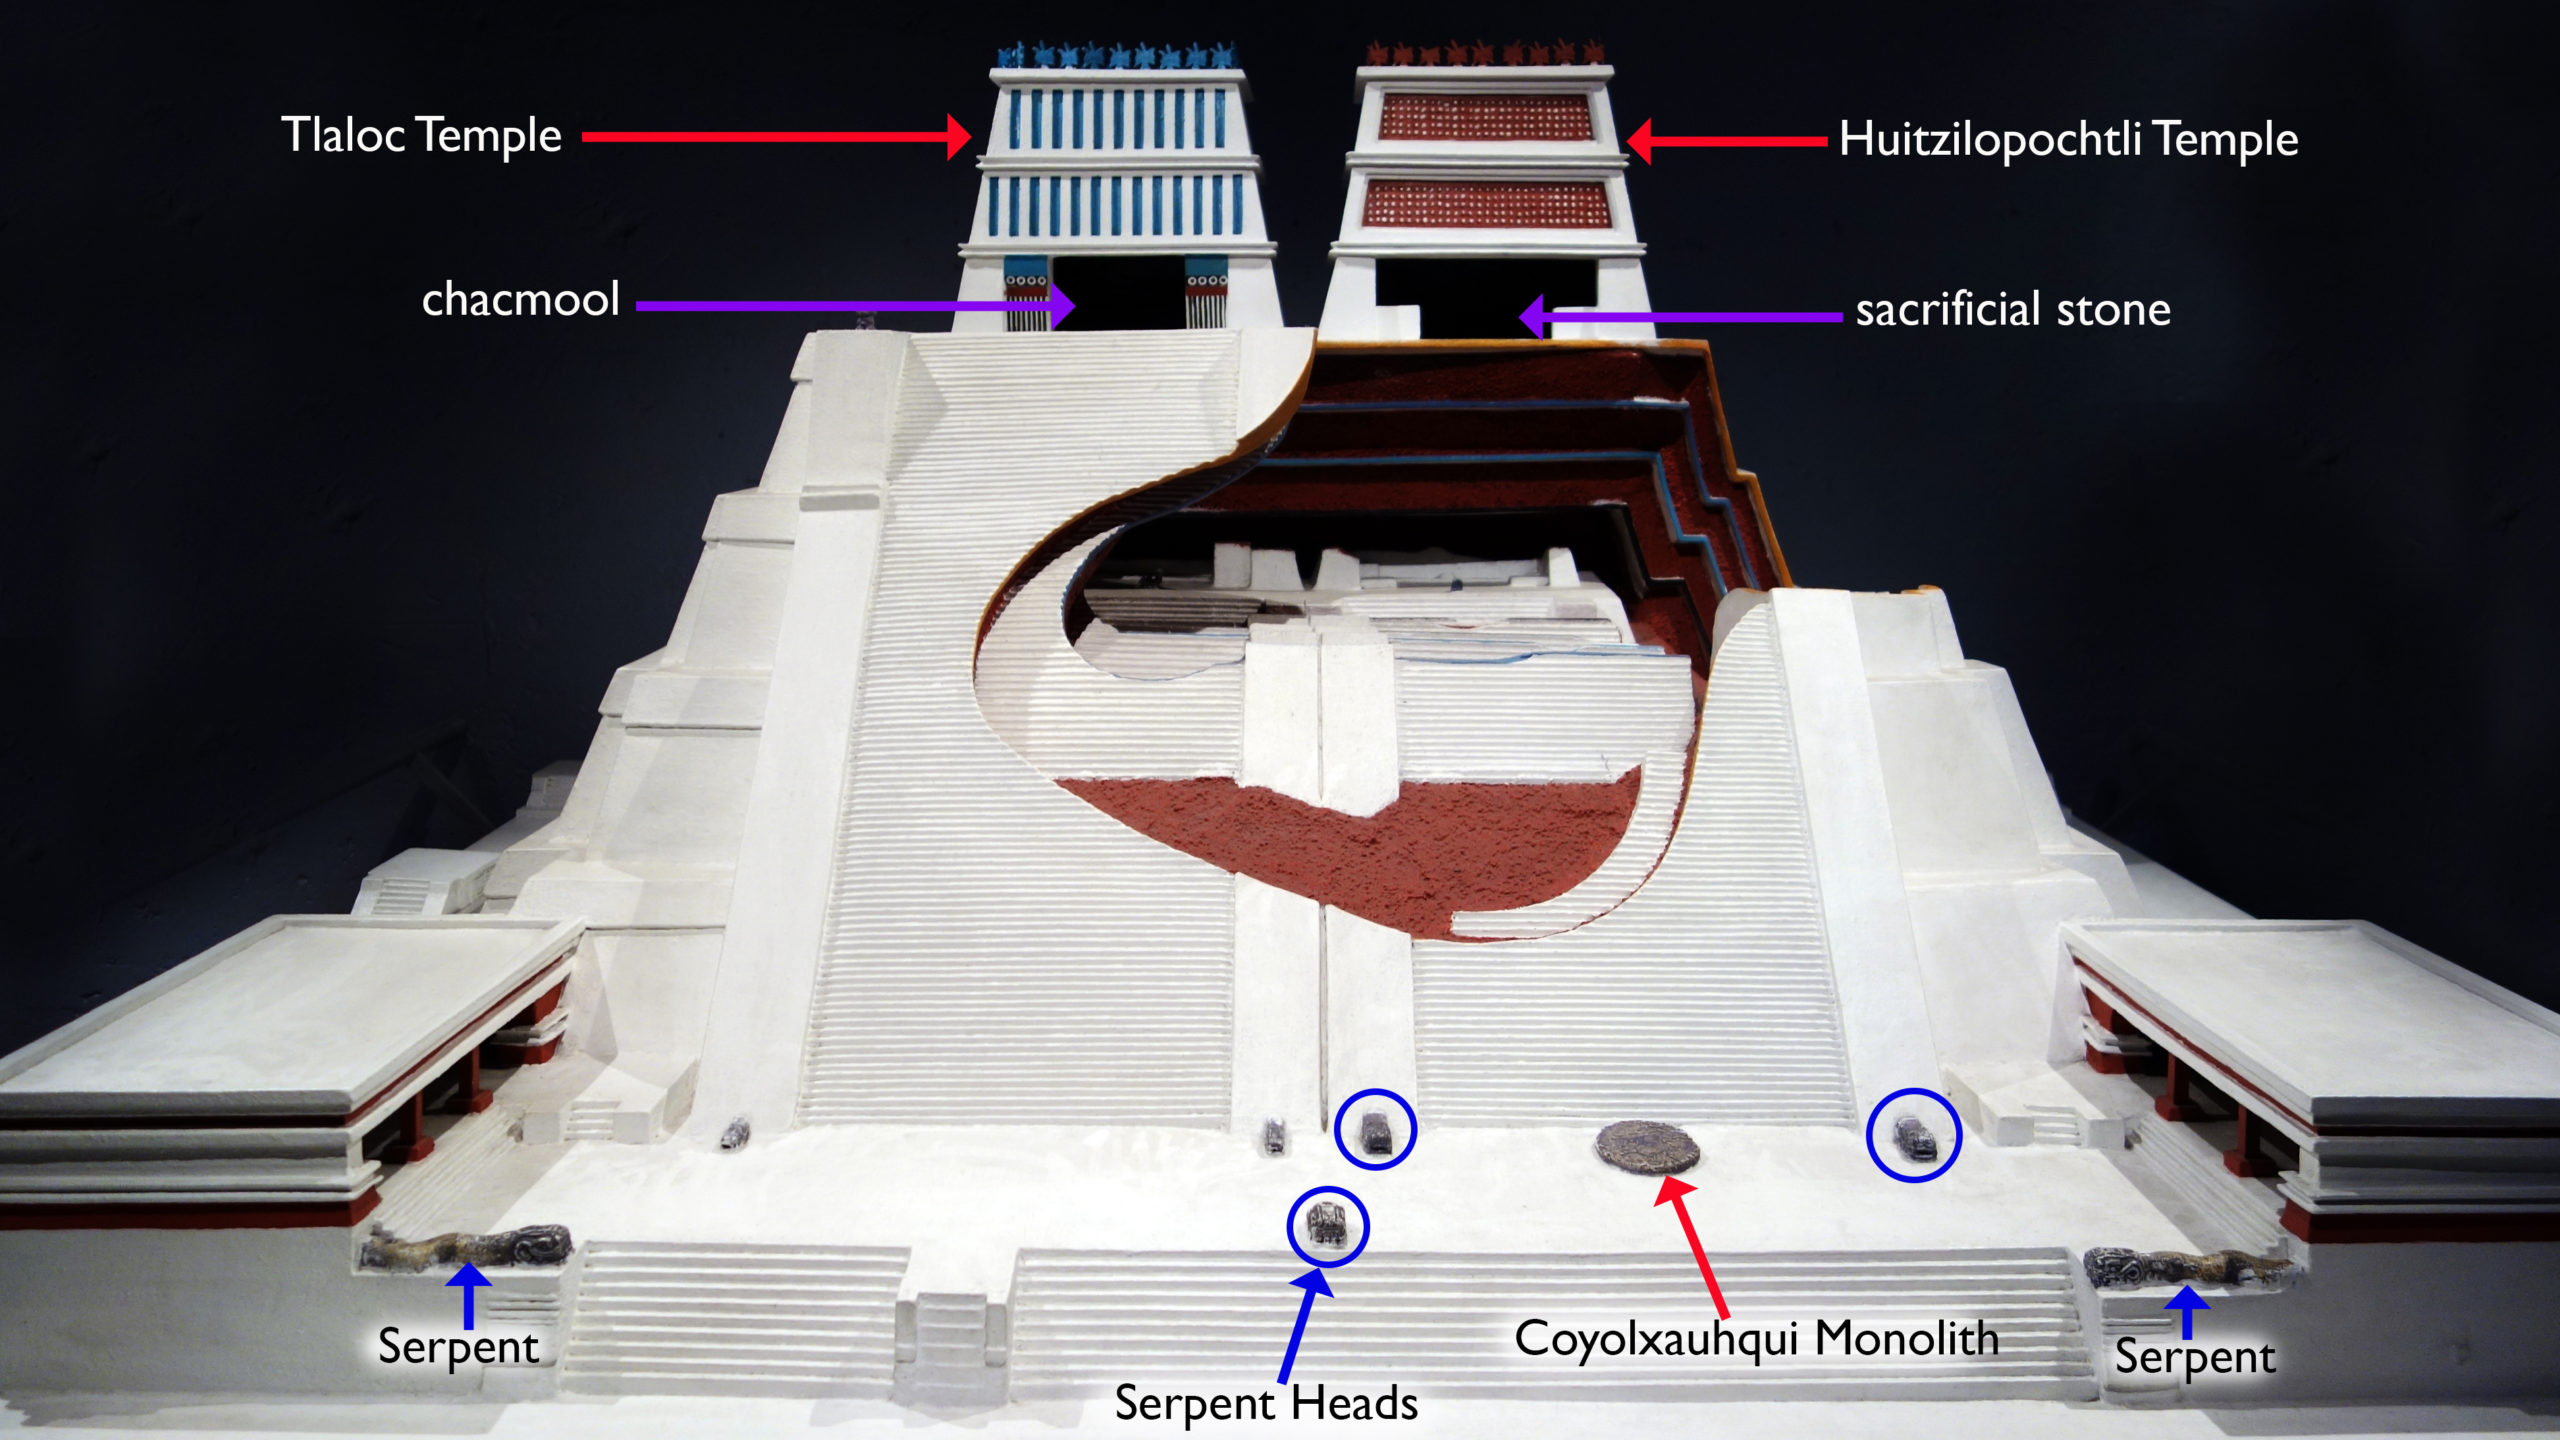 Tlaloc Temple
Huitzilopochtli Temple
chacmool
sacrificial stone
Serpent
Coyolxauhqui Monolith
Serpent
Serpent Heads